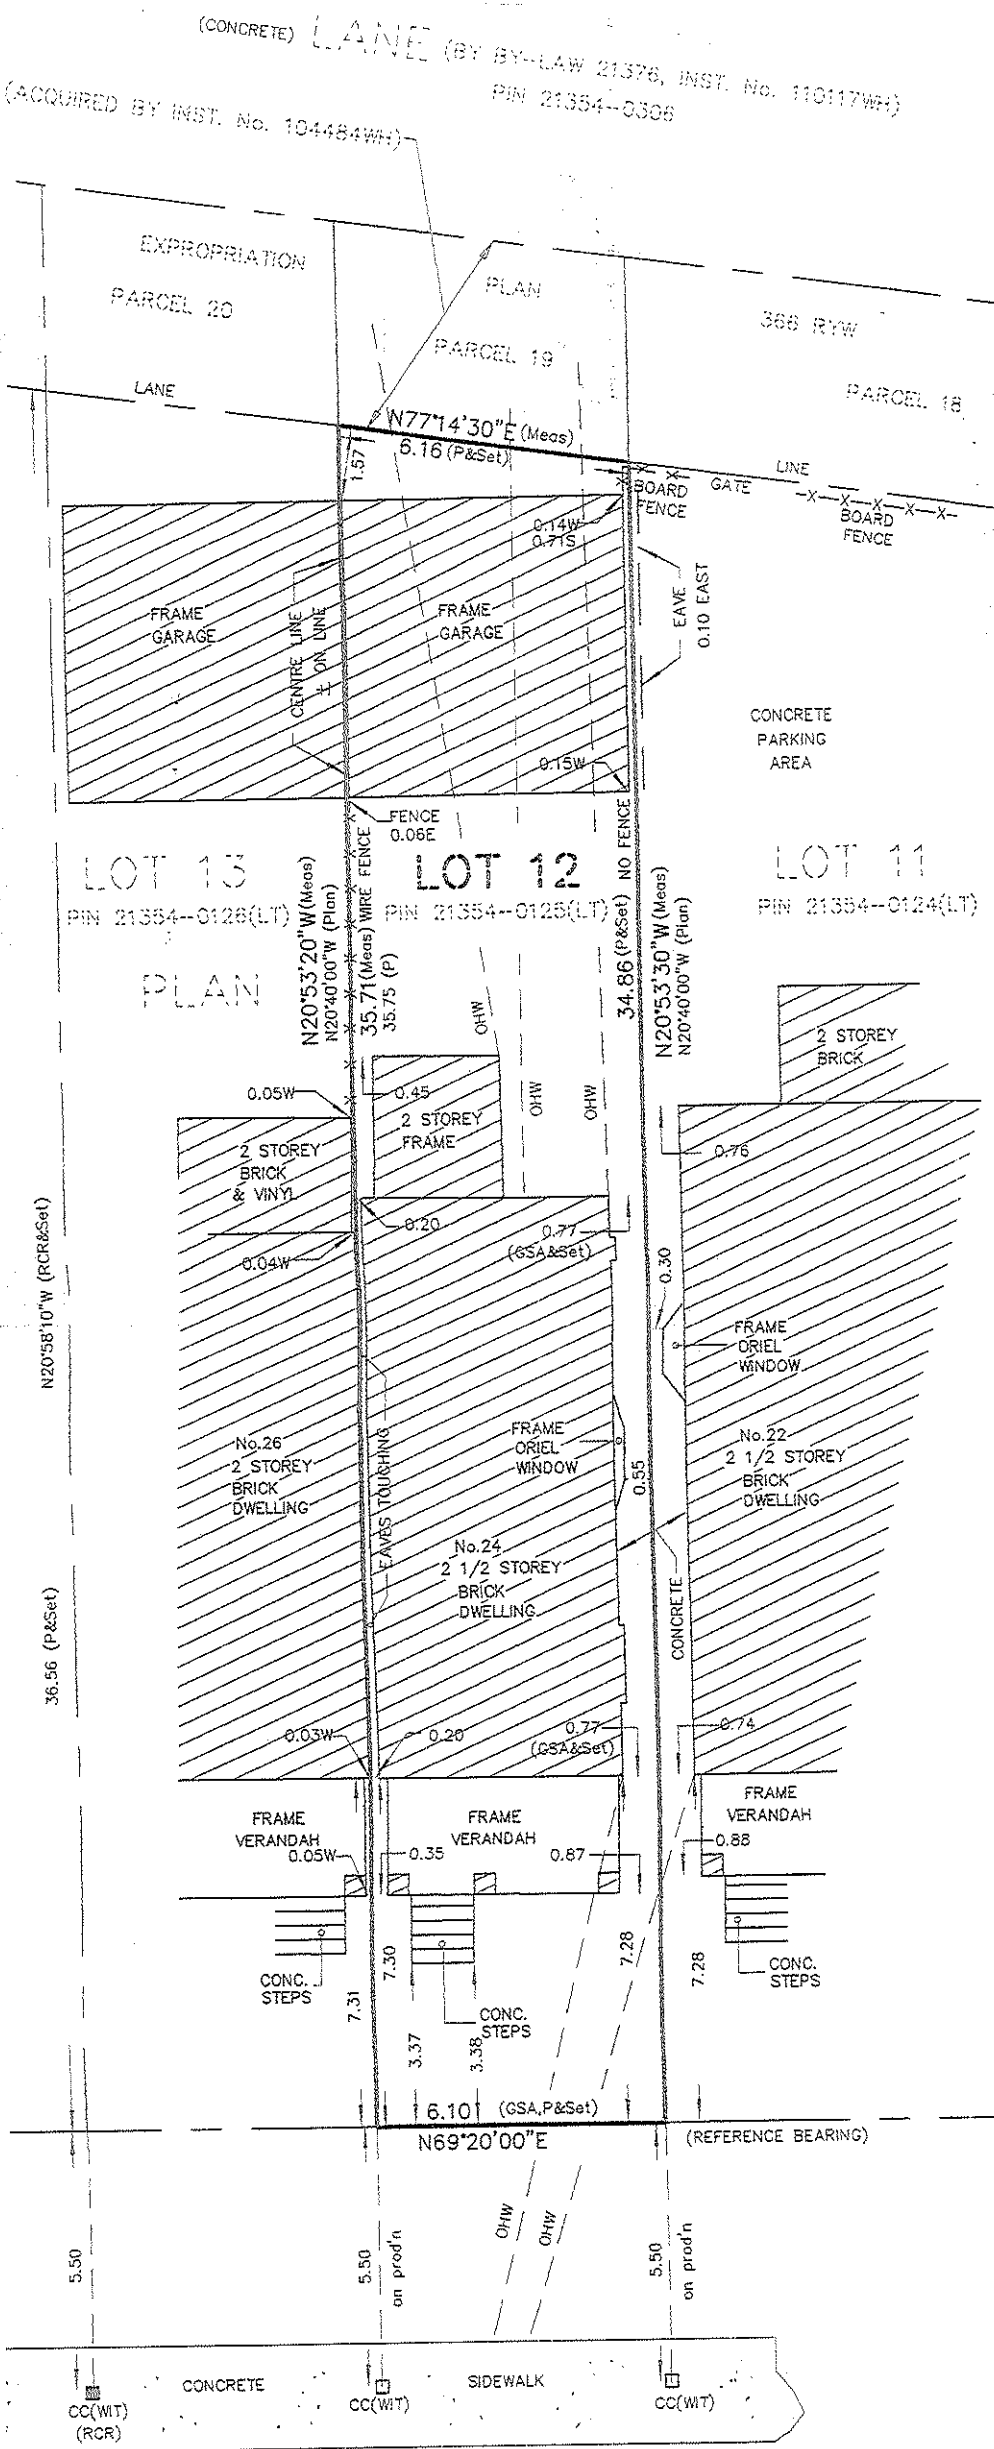 (CONCRETE) LANE (BY BY-LAW 21376, INST. No. 110117WH)
PIN 21354-0306
(ACQUIRED BY INST. No. 104484WH)
EXPROPRIATION
PLAN
366 RYW
PARCEL 20
PARCEL 19
PARCEL 18
LANE
N77°14'30"E (Meas)
6.16 (P&Set)
LINE
GATE
1.57
BOARD
FENCE
BOARD
FENCE
0.14W
0.71S
EAVE
0.10 EAST
FRAME
GARAGE
CENTRE LINE
± ON LINE
FRAME
GARAGE
CONCRETE
PARKING
AREA
0.15W
FENCE
0.06E
LOT 13
PIN 21354-0126(LT)
PLAN
LOT 12
PIN 21354-0125(LT)
LOT 11
PIN 21354-0124(LT)
N20°53'20"W (Meas)
N20°40'00"W (Plan)
35.71 (Meas) WIRE FENCE
35.75 (P)
34.86 (P&Set) NO FENCE
N20°53'30"W (Meas)
N20°40'00"W (Plan)
OHW
OHW
OHW
2 STOREY
BRICK
0.05W
0.45
2 STOREY
FRAME
2 STOREY
BRICK
& VINYL
0.76
0.20
0.77
(GSA&Set)
0.04W
0.30
N20°58'10"W (RCR&Set)
FRAME
ORIEL
WINDOW
FRAME
ORIEL
WINDOW
0.55
No.26
2 STOREY
BRICK
DWELLING
EAVES TOUCHING
No.22
2 1/2 STOREY
BRICK
DWELLING
No.24
2 1/2 STOREY
BRICK
DWELLING
CONCRETE
36.56 (P&Set)
0.03W
0.20
0.77
(GSA&Set)
0.74
FRAME
VERANDAH
FRAME
VERANDAH
FRAME
VERANDAH
0.05W
0.35
0.87
0.88
CONC.
STEPS
7.31
7.30
3.37
3.38
CONC.
STEPS
7.28
7.28
CONC.
STEPS
6.10 (GSA,P&Set)
N69°20'00"E
(REFERENCE BEARING)
5.50
5.50
on prod'n
OHW
OHW
5.50
on prod'n
CONCRETE
SIDEWALK
CC(WIT)
(RCR)
CC(WIT)
CC(WIT)